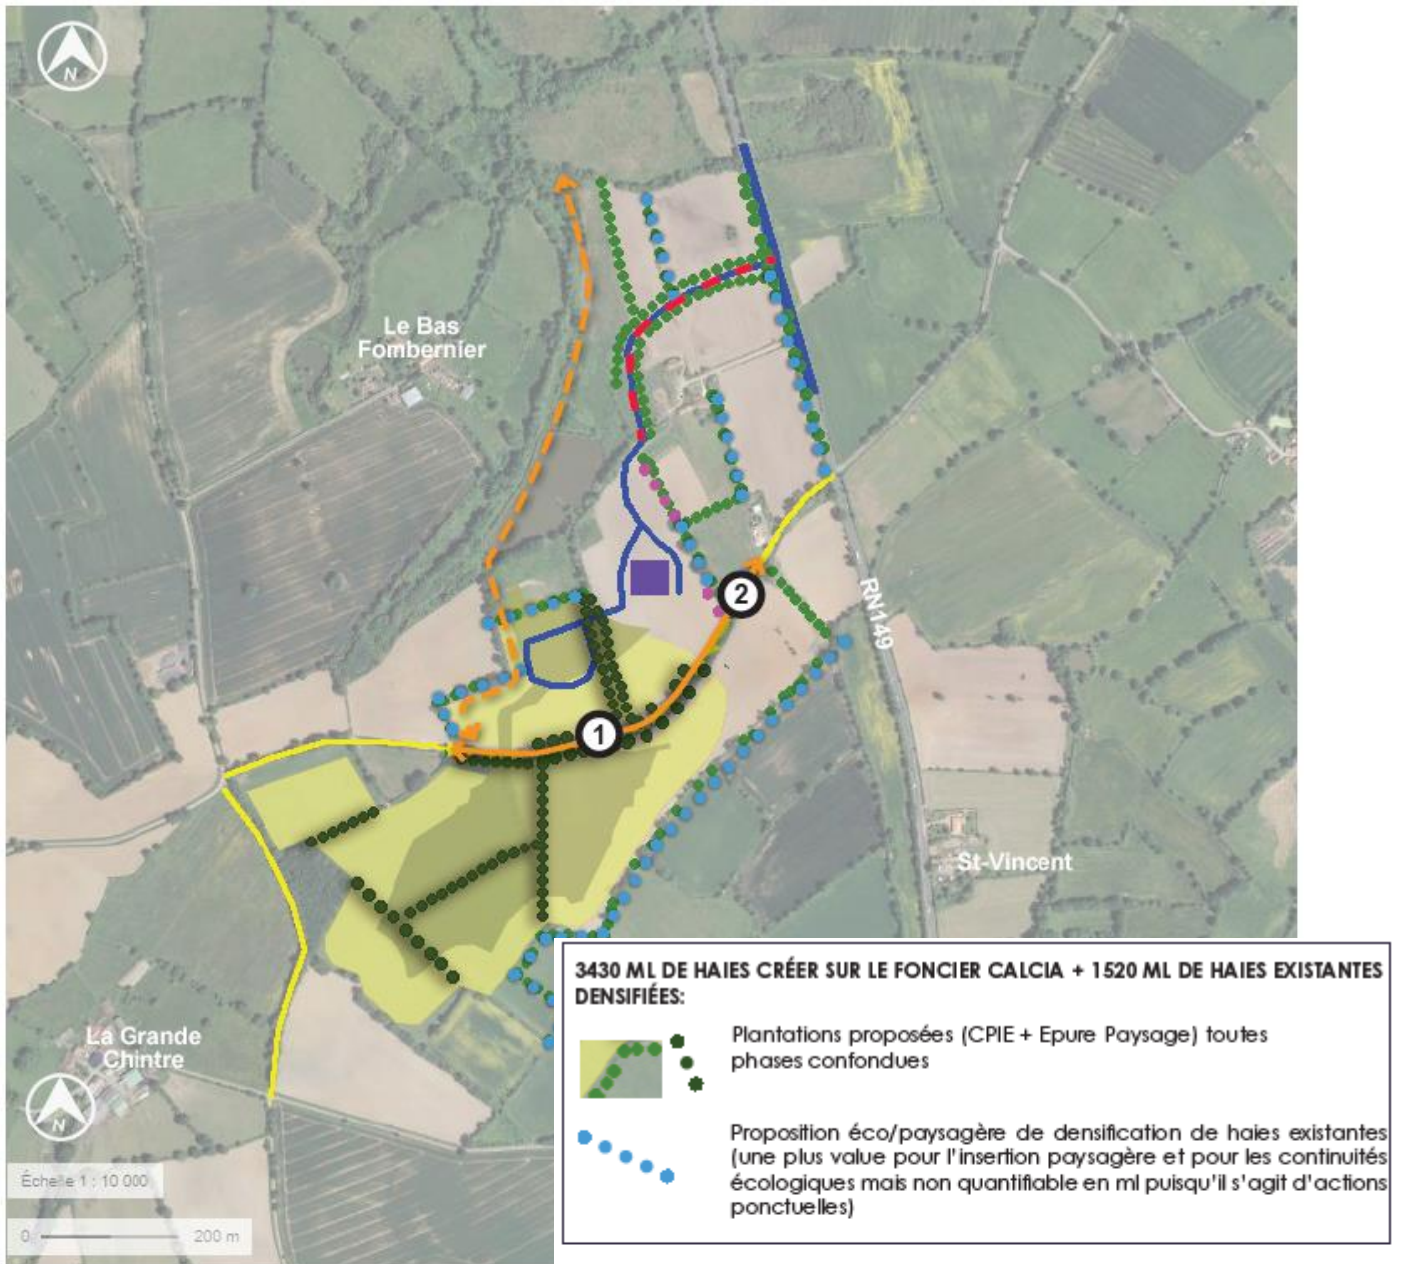 N
Le Bas
Fombernier
2
RN149
1
St-Vincent
La Grande
Chintre
N
Échelle 1 : 10 000
0
200 m
3430 ML DE HAIES CRÉER SUR LE FONCIER CALCIA + 1520 ML DE HAIES EXISTANTES
DENSIFIÉES:
Plantations proposées (CPIE + Epure Paysage) toutes
phases confondues
Proposition éco/paysagère de densification de haies existantes
(une plus value pour l'insertion paysagère et pour les continuités
écologiques mais non quantifiable en ml puisqu'il s'agit d'actions
ponctuelles)